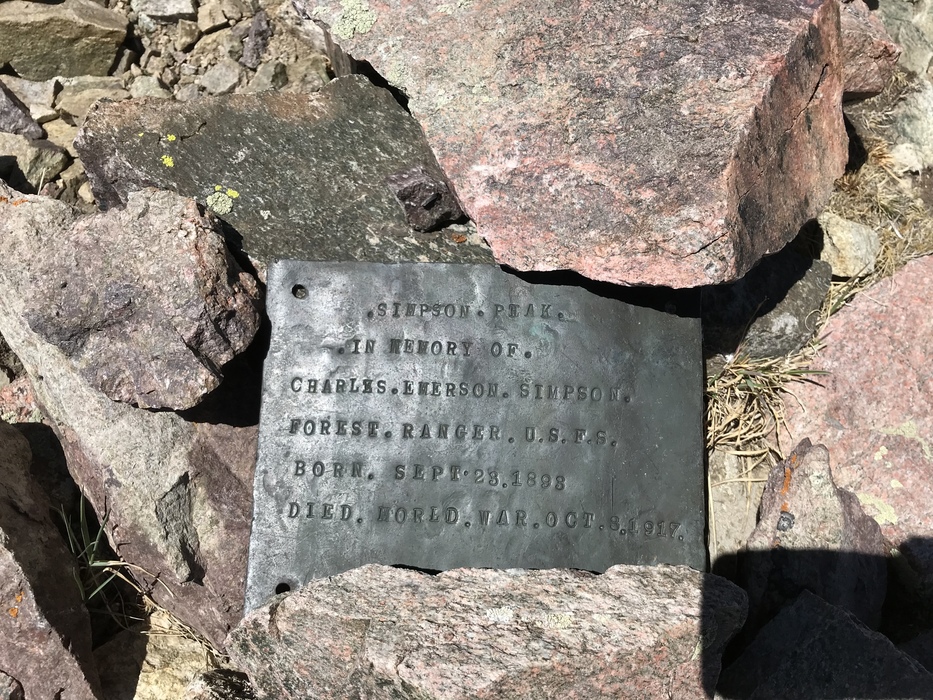 .SIMPSON. PEAK.
.IN MEMORY OF.
CHARLES.EMERSON. SIMPSON.
FOREST. RANGER. U.S.F.S.
BORN. SEPT.23.1893
DIED. WORLD. WAR. OCT.8.1917.